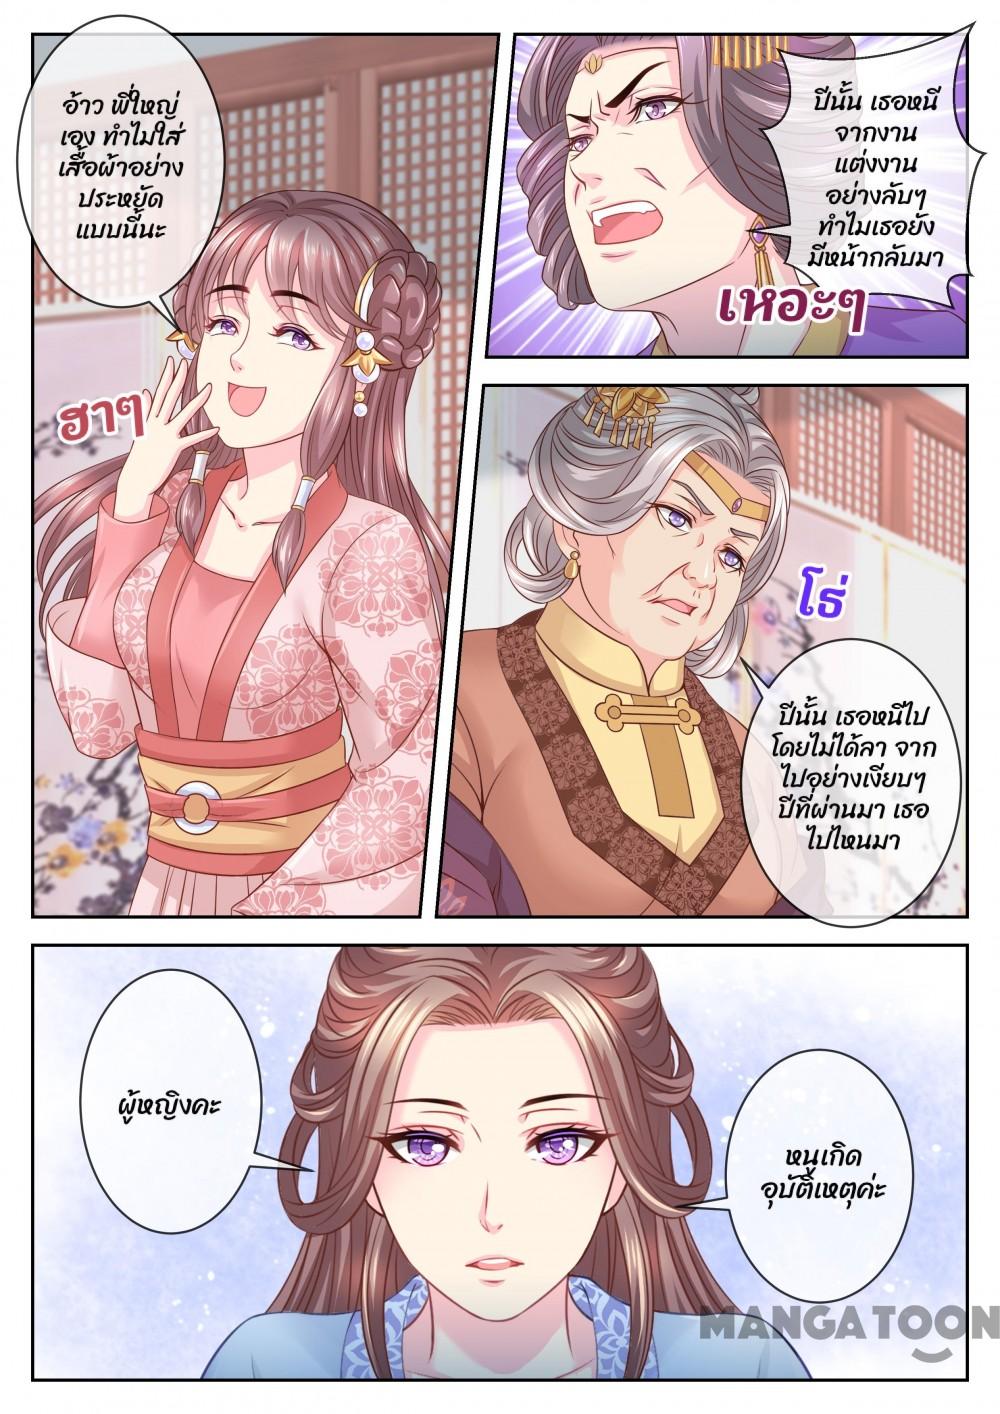 อ้าว พี่ใหญ่
เอง ทำไมใส่
เสื้อผ้าอย่าง
ประหยัด
แบบนี้นะ
ฮาๆ
ปีนั้น เธอหนี
จากงาน
แต่งงาน
อย่างลับๆ
ทำไมเธอยัง
มีหน้ากลับมา
เหอะๆ
โธ่
ปีนั้น เธอหนีไป
โดยไม่ได้ลา จาก
ไปอย่างเงียบๆ
ปีที่ผ่านมา เธอ
ไปไหนมา
ผู้หญิงคะ
หนูเกิด
อุบัติเหตุค่ะ
MANGATOON